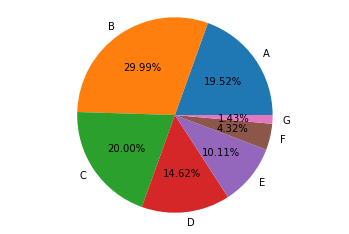 B
A
29.99%
19.52%
1.43%
G
4.32%
F
20.00%
10.11%
14.62%
C
E
D